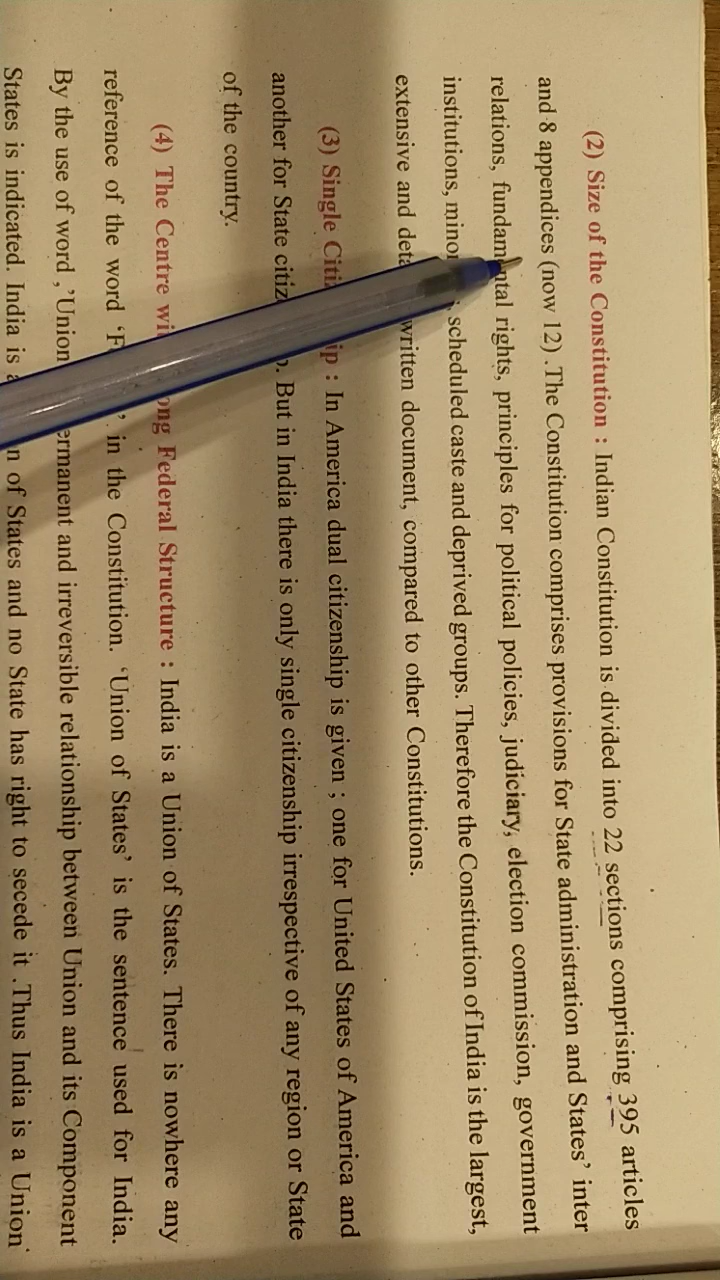 (2) Size of the Constitution : Indian Constitution is divided into 22 sections comprising 395 articles
and 8 appendices (now 12) .The Constitution comprises provisions for State administration and States' inter
relations, fundamental rights, principles for political policies, judiciary, election commission, government
institutions, scheduled caste and deprived groups. Therefore the Constitution of India is the largest,
extensive and written document, compared to other Constitutions.
(3) Single : In America dual citizenship is given ; one for United States of America and
another for State But in India there is only single citizenship irrespective of any region or State
of the country.
(4) The Centre Federal Structure : India is a Union of States. There is nowhere any
reference of the word in the Constitution. 'Union of States' is the sentence used for India.
By the use of word ,'Union permanent and irreversible relationship between Union and its Component
States is indicated. India is of States and no State has right to secede it .Thus India is a Union